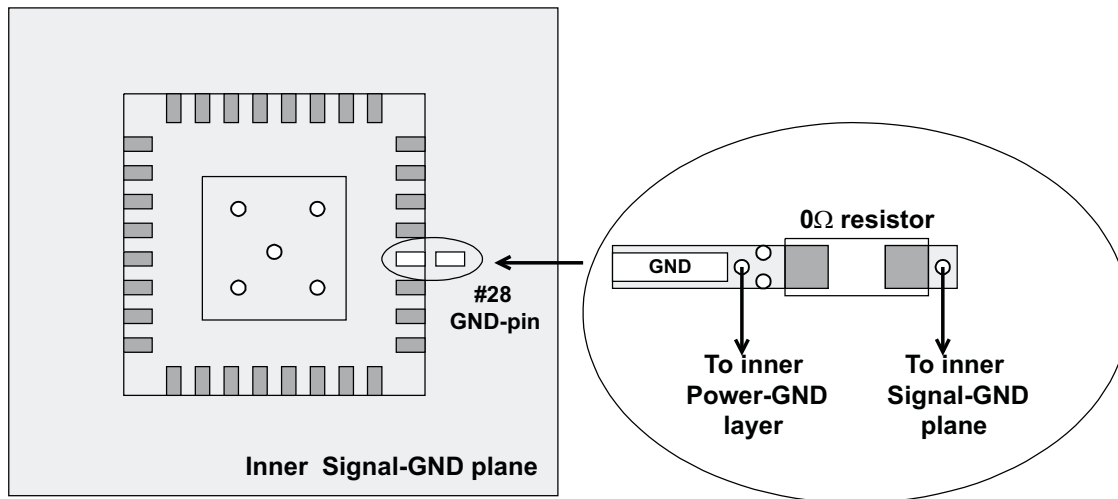 #28
GND-pin
Inner Signal-GND plane
0Ω resistor
GND
To inner
Power-GND
layer
To inner
Signal-GND
plane